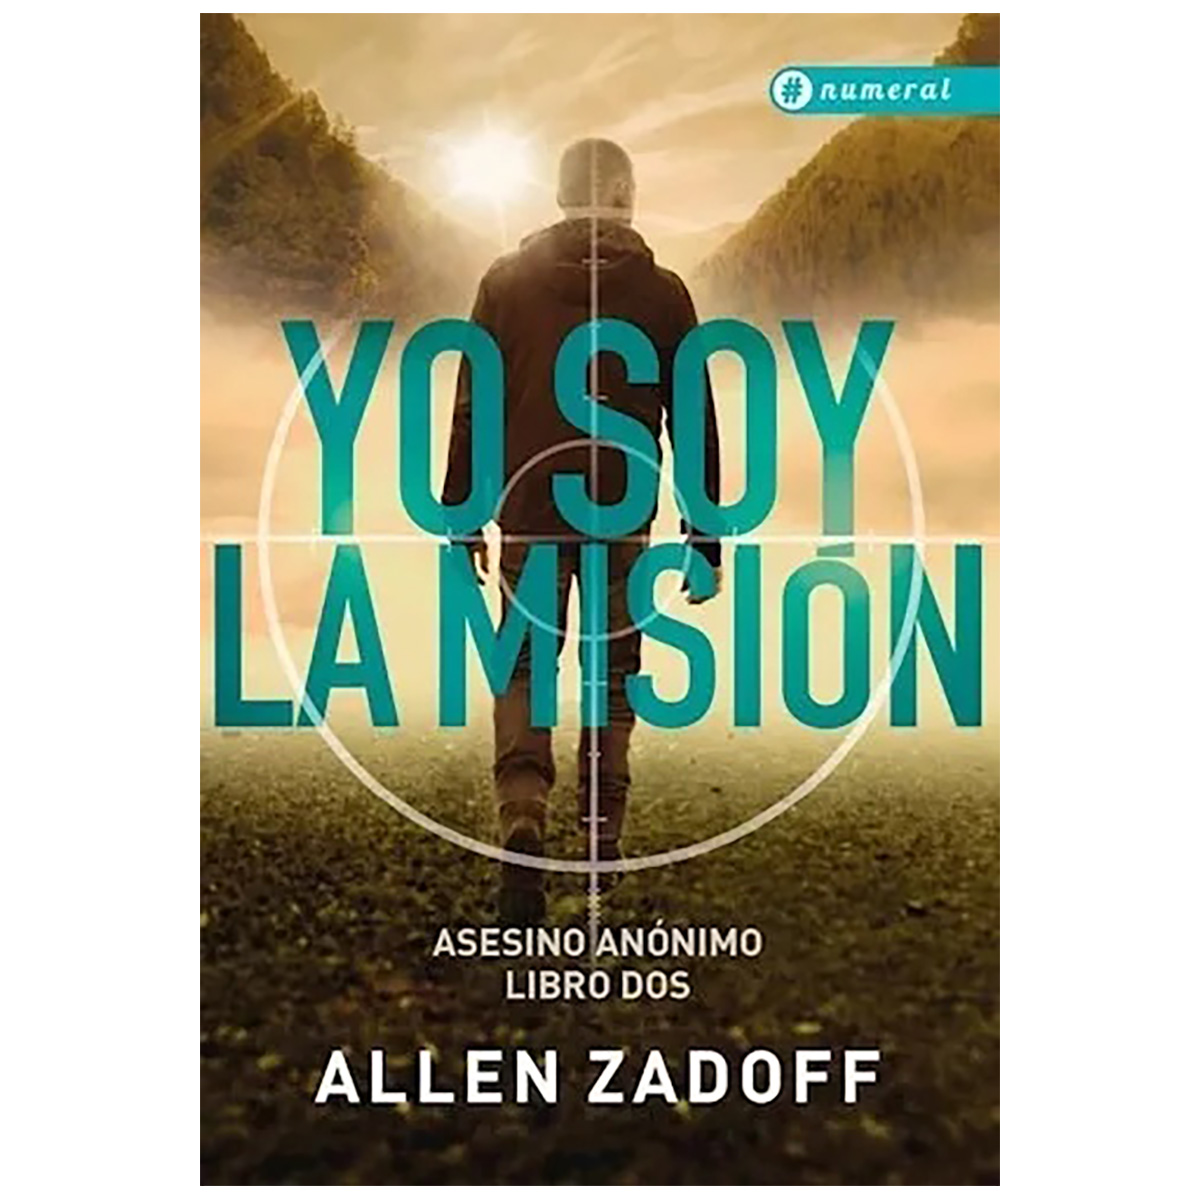 # numeral
YO SOY
LA MISIÓN
ASESINO ANÓNIMO
LIBRO DOS
ALLEN ZADOFF